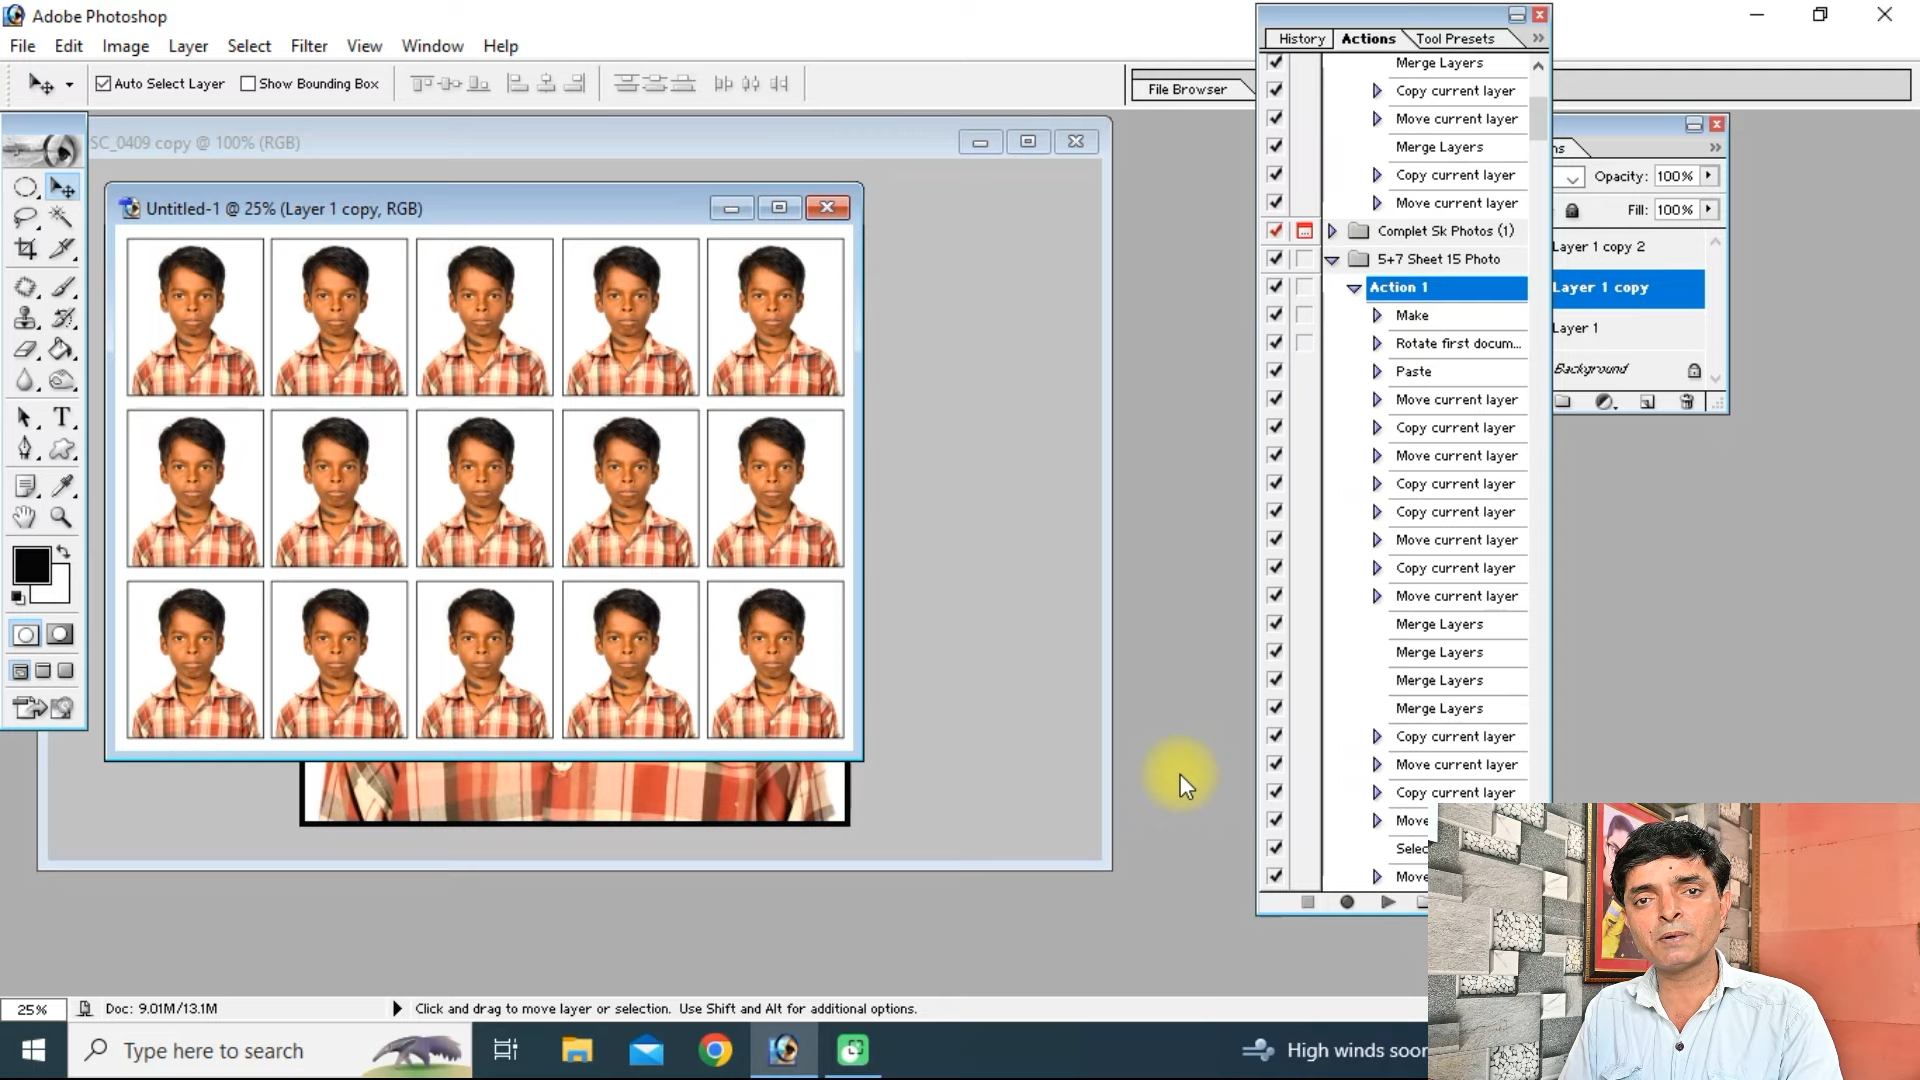 Adobe Photoshop
File Edit Image Layer Select Filter View Window Help
Auto Select Layer Show Bounding Box
File Browser
SC_0409 copy @ 100% (RGB)
Untitled-1 @ 25% (Layer 1 copy, RGB)
T
History Actions Tool Presets
Merge Layers
Copy current layer
Move current layer
Merge Layers
Copy current layer
Move current layer
Complet Sk Photos (1)
5+7 Sheet 15 Photo
Action 1
Make
Rotate first docum...
Paste
Move current layer
Copy current layer
Move current layer
Copy current layer
Copy current layer
Move current layer
Copy current layer
Move current layer
Merge Layers
Merge Layers
Merge Layers
Merge Layers
Copy current layer
Move current layer
Copy current layer
Move
Selec
Move
ns
Opacity: 100%
Fill: 100%
Layer 1 copy 2
Layer 1 copy
Layer 1
Background
25% Doc: 9.01M/13.1M Click and drag to move layer or selection. Use Shift and Alt for additional options.
Type here to search
High winds soon